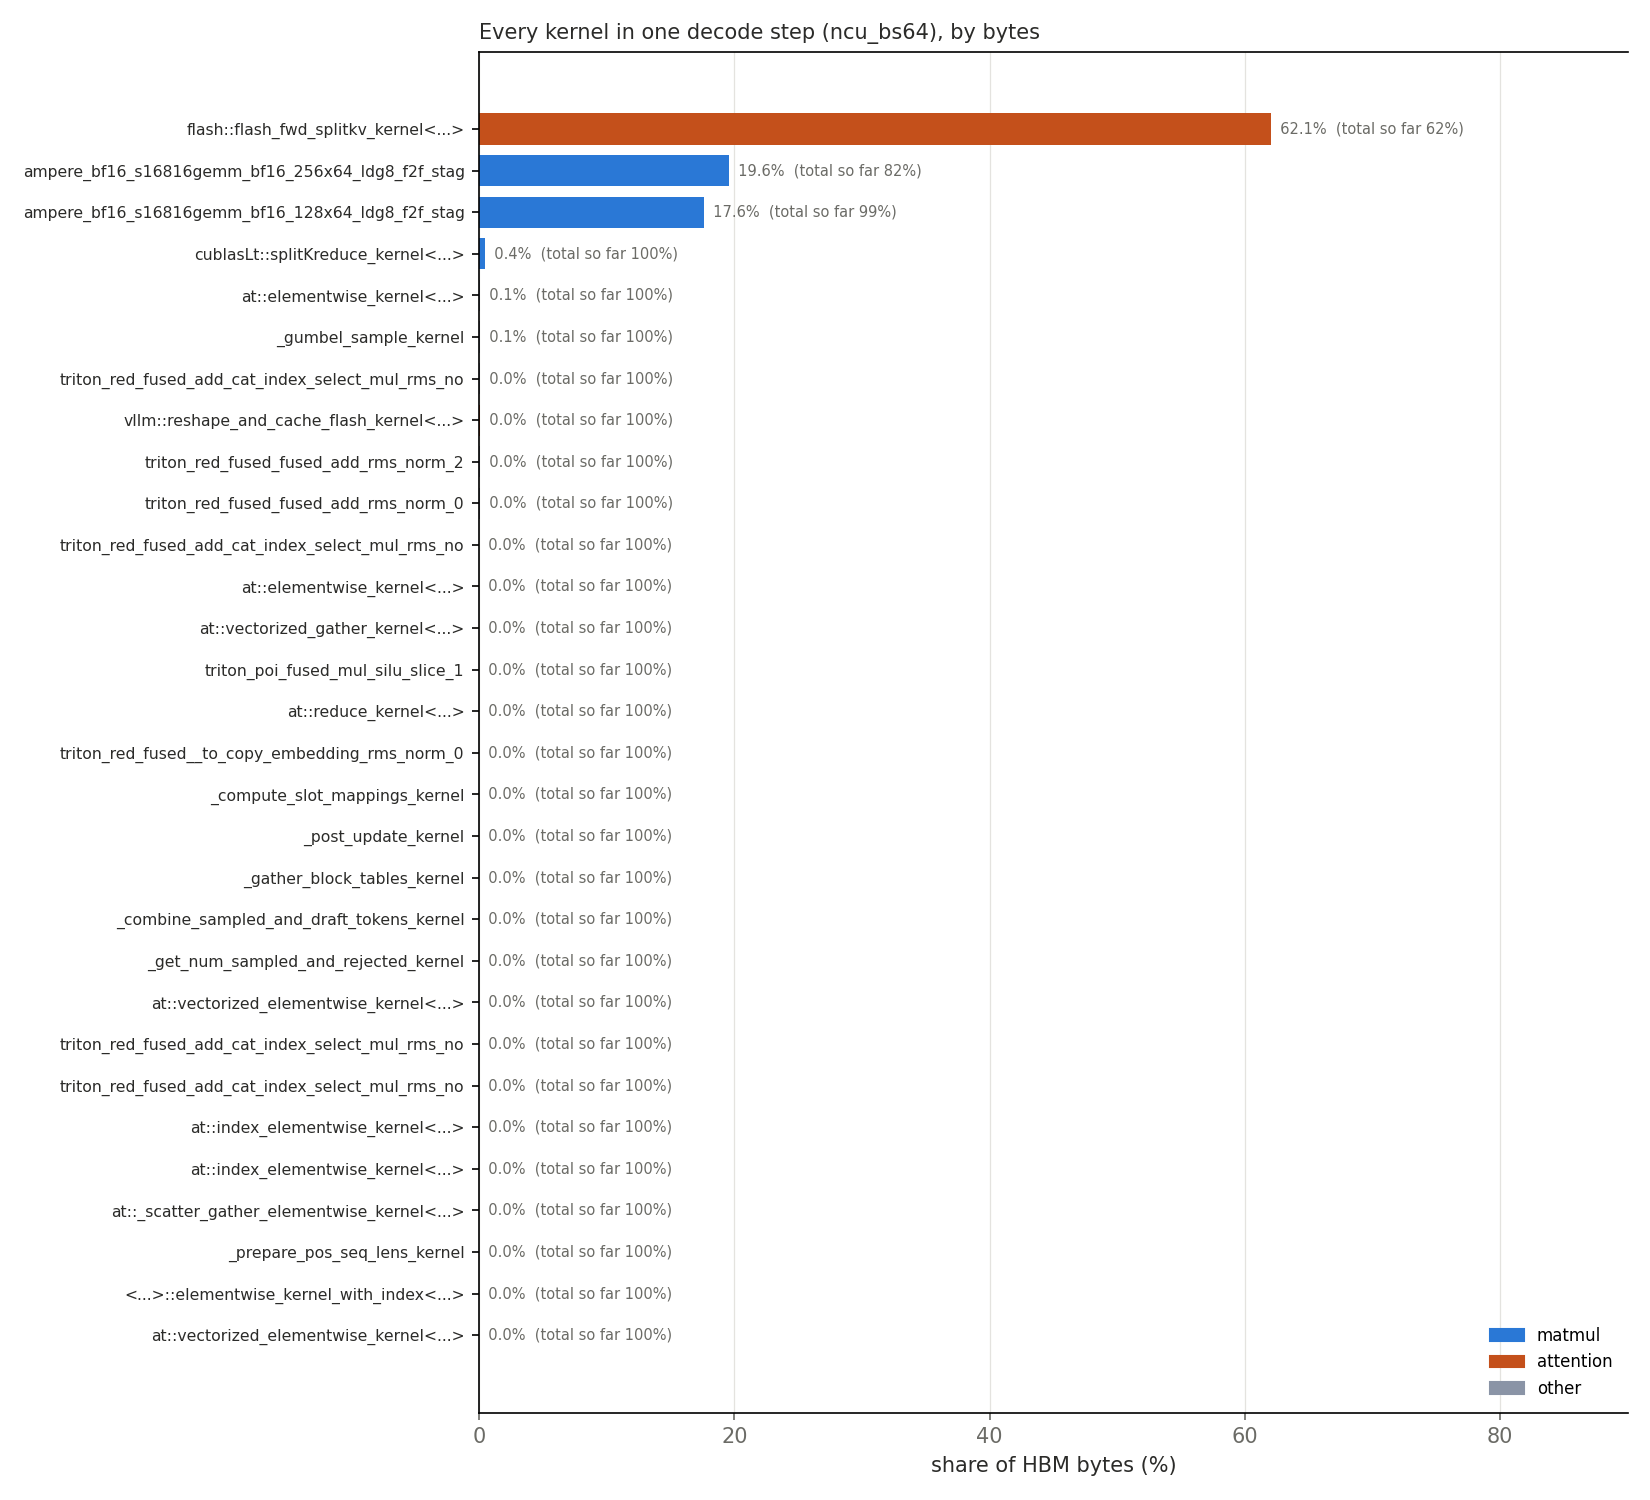 Every kernel in one decode step (ncu_bs64), by bytes
flash::flash_fwd_splitkv_kernel<...> 62.1% (total so far 62%)
ampere_bf16_s16816gemm_bf16_256x64_ldg8_f2f_stag 19.6% (total so far 82%)
ampere_bf16_s16816gemm_bf16_128x64_ldg8_f2f_stag 17.6% (total so far 99%)
cublasLt::splitKreduce_kernel<...> 0.4% (total so far 100%)
at::elementwise_kernel<...> 0.1% (total so far 100%)
_gumbel_sample_kernel 0.1% (total so far 100%)
triton_red_fused_add_cat_index_select_mul_rms_no 0.0% (total so far 100%)
vllm::reshape_and_cache_flash_kernel<...> 0.0% (total so far 100%)
triton_red_fused_fused_add_rms_norm_2 0.0% (total so far 100%)
triton_red_fused_fused_add_rms_norm_0 0.0% (total so far 100%)
triton_red_fused_add_cat_index_select_mul_rms_no 0.0% (total so far 100%)
at::elementwise_kernel<...> 0.0% (total so far 100%)
at::vectorized_gather_kernel<...> 0.0% (total so far 100%)
triton_poi_fused_mul_silu_slice_1 0.0% (total so far 100%)
at::reduce_kernel<...> 0.0% (total so far 100%)
triton_red_fused__to_copy_embedding_rms_norm_0 0.0% (total so far 100%)
_compute_slot_mappings_kernel 0.0% (total so far 100%)
_post_update_kernel 0.0% (total so far 100%)
_gather_block_tables_kernel 0.0% (total so far 100%)
_combine_sampled_and_draft_tokens_kernel 0.0% (total so far 100%)
_get_num_sampled_and_rejected_kernel 0.0% (total so far 100%)
at::vectorized_elementwise_kernel<...> 0.0% (total so far 100%)
triton_red_fused_add_cat_index_select_mul_rms_no 0.0% (total so far 100%)
triton_red_fused_add_cat_index_select_mul_rms_no 0.0% (total so far 100%)
at::index_elementwise_kernel<...> 0.0% (total so far 100%)
at::index_elementwise_kernel<...> 0.0% (total so far 100%)
at::_scatter_gather_elementwise_kernel<...> 0.0% (total so far 100%)
_prepare_pos_seq_lens_kernel 0.0% (total so far 100%)
<...>::elementwise_kernel_with_index<...> 0.0% (total so far 100%)
at::vectorized_elementwise_kernel<...> 0.0% (total so far 100%)
matmul
attention
other
0 20 40 60 80
share of HBM bytes (%)